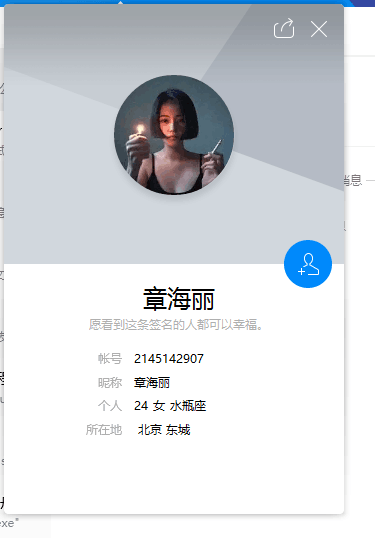 章海丽
愿看到这条签名的人都可以幸福。
帐号 2145142907
昵称 章海丽
个人 24 女 水瓶座
所在地 北京 东城
消息
exe"